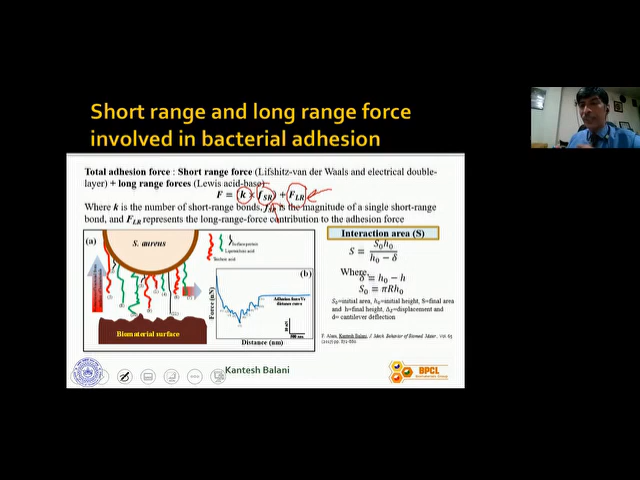 Short range and long range force
involved in bacterial adhesion
Total adhesion force : Short range force (Lifshitz-van der Waals and electrical double-
layer) + long range forces (Lewis acid-base)
F = k × f_SR + F_LR
Where k is the number of short-range bonds, f_SR is the magnitude of a single short-range
bond, and F_LR represents the long-range-force contribution to the adhesion force
(a)
S. aureus
Surface protein
Lipoteichoic acid
Teichoic acid
Biomaterial surface
(b)
Adhesion force Vs
distance curve
Force (nN)
Distance (nm)
Interaction area (S)
S = S₀h₀ / (h₀ − δ)
Where,
δ = h₀ − h
S₀ = πRh₀
S₀=initial area, h₀=initial height, S=final area
and h=final height,
=displacement and
δ= cantilever deflection
Kantesh Balani
BPCL